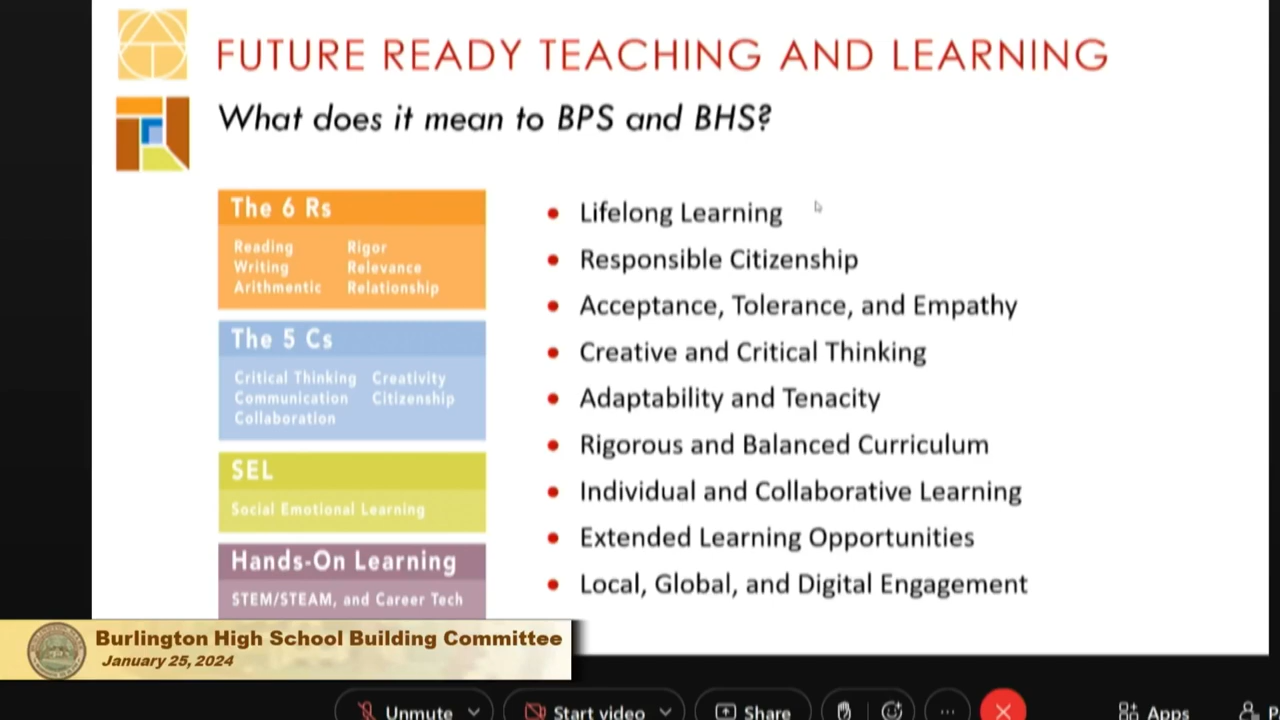 FUTURE READY TEACHING AND LEARNING
What does it mean to BPS and BHS?
The 6 Rs
Reading Rigor
Writing Relevance
Arithmentic Relationship
The 5 Cs
Critical Thinking Creativity
Communication Citizenship
Collaboration
SEL
Social Emotional Learning
Hands-On Learning
STEM/STEAM, and Career Tech
• Lifelong Learning
• Responsible Citizenship
• Acceptance, Tolerance, and Empathy
• Creative and Critical Thinking
• Adaptability and Tenacity
• Rigorous and Balanced Curriculum
• Individual and Collaborative Learning
• Extended Learning Opportunities
• Local, Global, and Digital Engagement
Burlington High School Building Committee
January 25, 2024
Unmute Start video Share Apps P